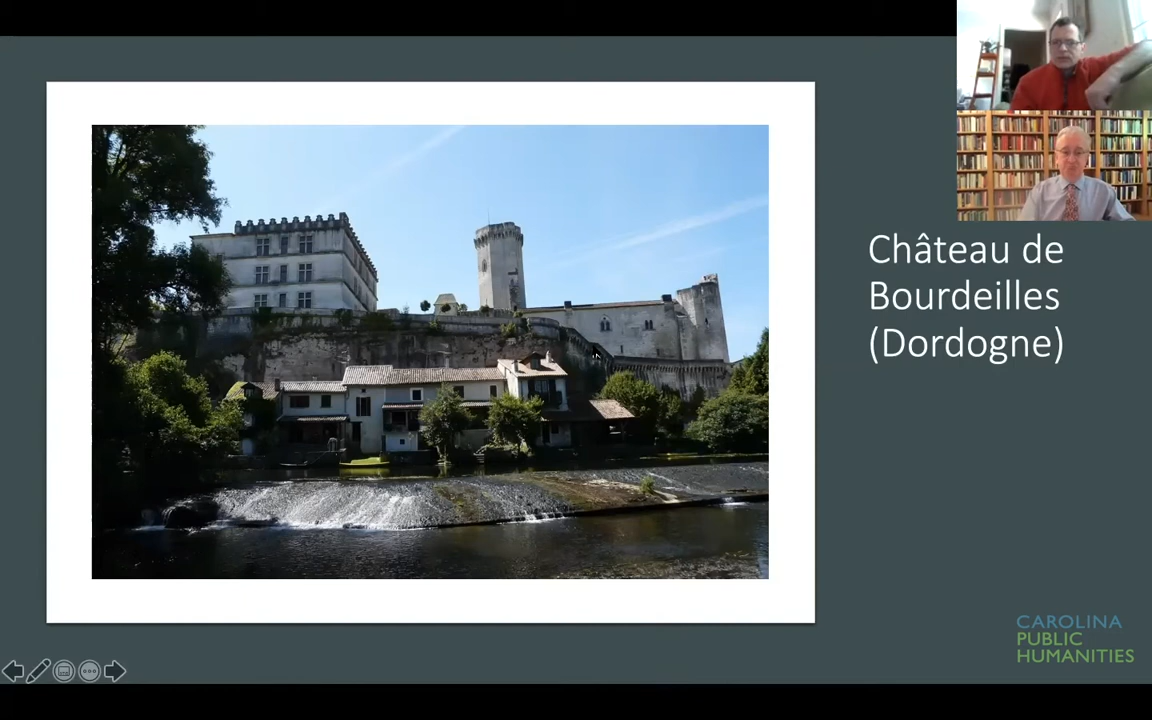 Château de
Bourdeilles
(Dordogne)
CAROLINA
PUBLIC
HUMANITIES